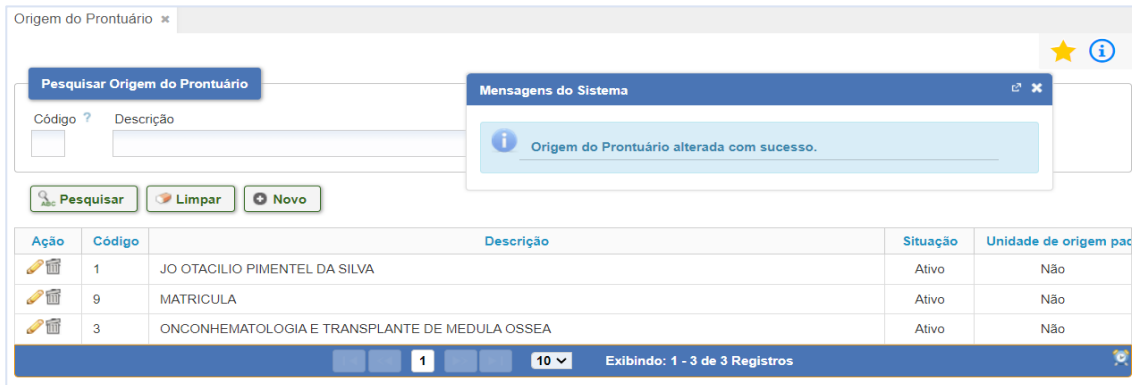 Origem do Prontuário
Pesquisar Origem do Prontuário
Mensagens do Sistema
Código ? Descrição
Origem do Prontuário alterada com sucesso.
Pesquisar Limpar Novo
Ação Código Descrição Situação Unidade de origem pad
1 JO OTACILIO PIMENTEL DA SILVA Ativo Não
9 MATRICULA Ativo Não
3 ONCONHEMATOLOGIA E TRANSPLANTE DE MEDULA OSSEA Ativo Não
1 10 Exibindo: 1 - 3 de 3 Registros